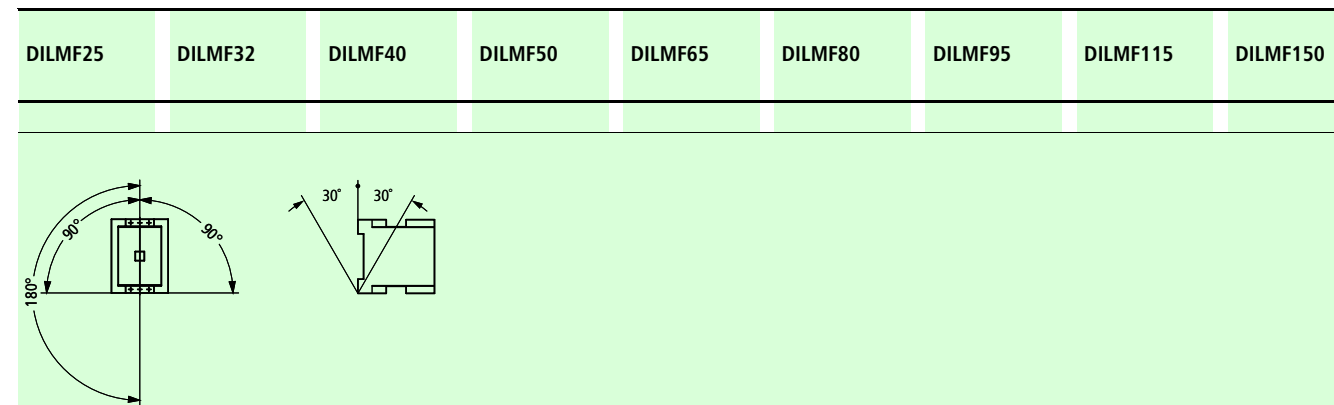 DILMF25 DILMF32 DILMF40 DILMF50 DILMF65 DILMF80 DILMF95 DILMF115 DILMF150
30° 30°
90° 90°
180°